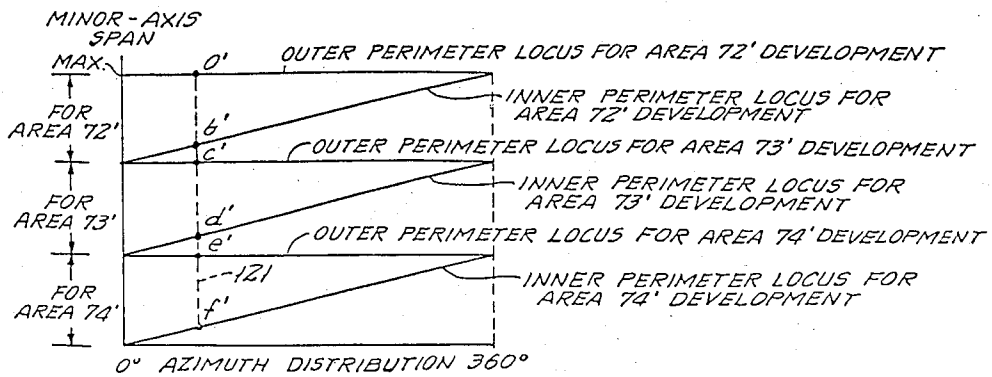 MINOR-AXIS
SPAN
MAX.
o'
OUTER PERIMETER LOCUS FOR AREA 72' DEVELOPMENT
FOR
AREA 72'
b'
INNER PERIMETER LOCUS FOR
AREA 72' DEVELOPMENT
c'
OUTER PERIMETER LOCUS FOR AREA 73' DEVELOPMENT
FOR
AREA 73'
d'
INNER PERIMETER LOCUS FOR
AREA 73' DEVELOPMENT
e'
OUTER PERIMETER LOCUS FOR AREA 74' DEVELOPMENT
121
FOR
AREA 74'
f'
INNER PERIMETER LOCUS FOR
AREA 74' DEVELOPMENT
0° AZIMUTH DISTRIBUTION 360°